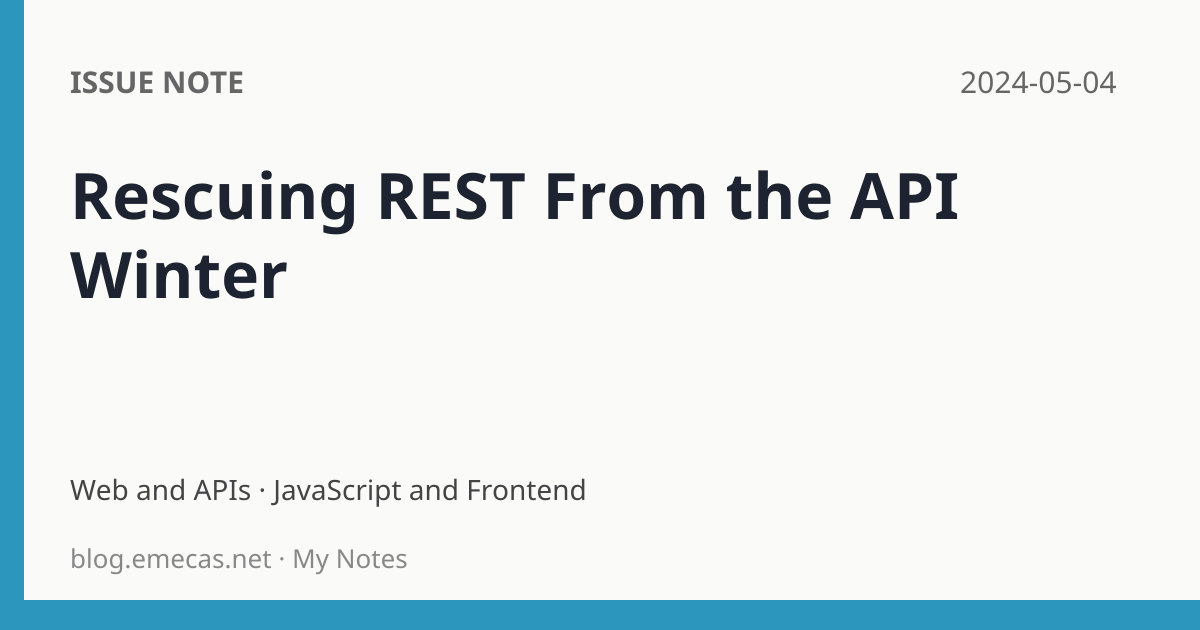 ISSUE NOTE
2024-05-04
Rescuing REST From the API
Winter
Web and APIs · JavaScript and Frontend
blog.emecas.net · My Notes